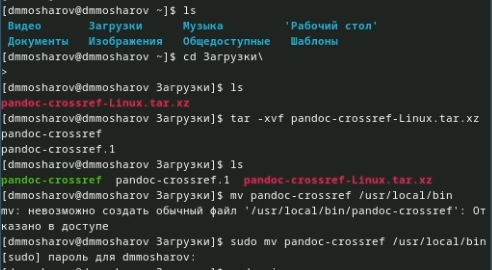 [dmmosharov@dmmosharov ~]$ ls
Видео Загрузки Музыка 'Рабочий стол'
Документы Изображения Общедоступные Шаблоны
[dmmosharov@dmmosharov ~]$ cd Загрузки\
>
[dmmosharov@dmmosharov Загрузки]$ ls
pandoc-crossref-Linux.tar.xz
[dmmosharov@dmmosharov Загрузки]$ tar -xvf pandoc-crossref-Linux.tar.xz
pandoc-crossref
pandoc-crossref.1
[dmmosharov@dmmosharov Загрузки]$ ls
pandoc-crossref pandoc-crossref.1 pandoc-crossref-Linux.tar.xz
[dmmosharov@dmmosharov Загрузки]$ mv pandoc-crossref /usr/local/bin
mv: невозможно создать обычный файл '/usr/local/bin/pandoc-crossref': От
казано в доступе
[dmmosharov@dmmosharov Загрузки]$ sudo mv pandoc-crossref /usr/local/bin
[sudo] пароль для dmmosharov: